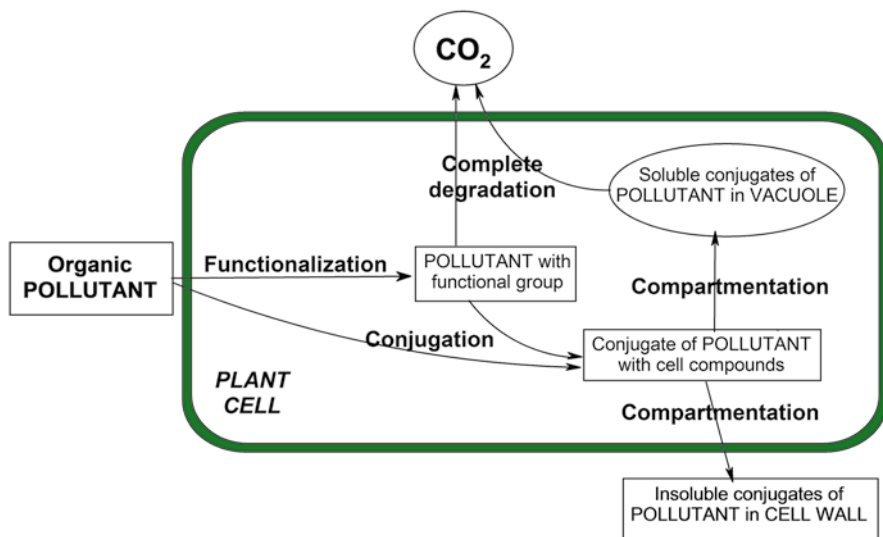 CO₂
Complete
degradation
Soluble conjugates of
POLLUTANT in VACUOLE
Organic
POLLUTANT
Functionalization
POLLUTANT with
functional group
Compartmentation
Conjugation
Conjugate of POLLUTANT
with cell compounds
PLANT
CELL
Compartmentation
Insoluble conjugates of
POLLUTANT in CELL WALL